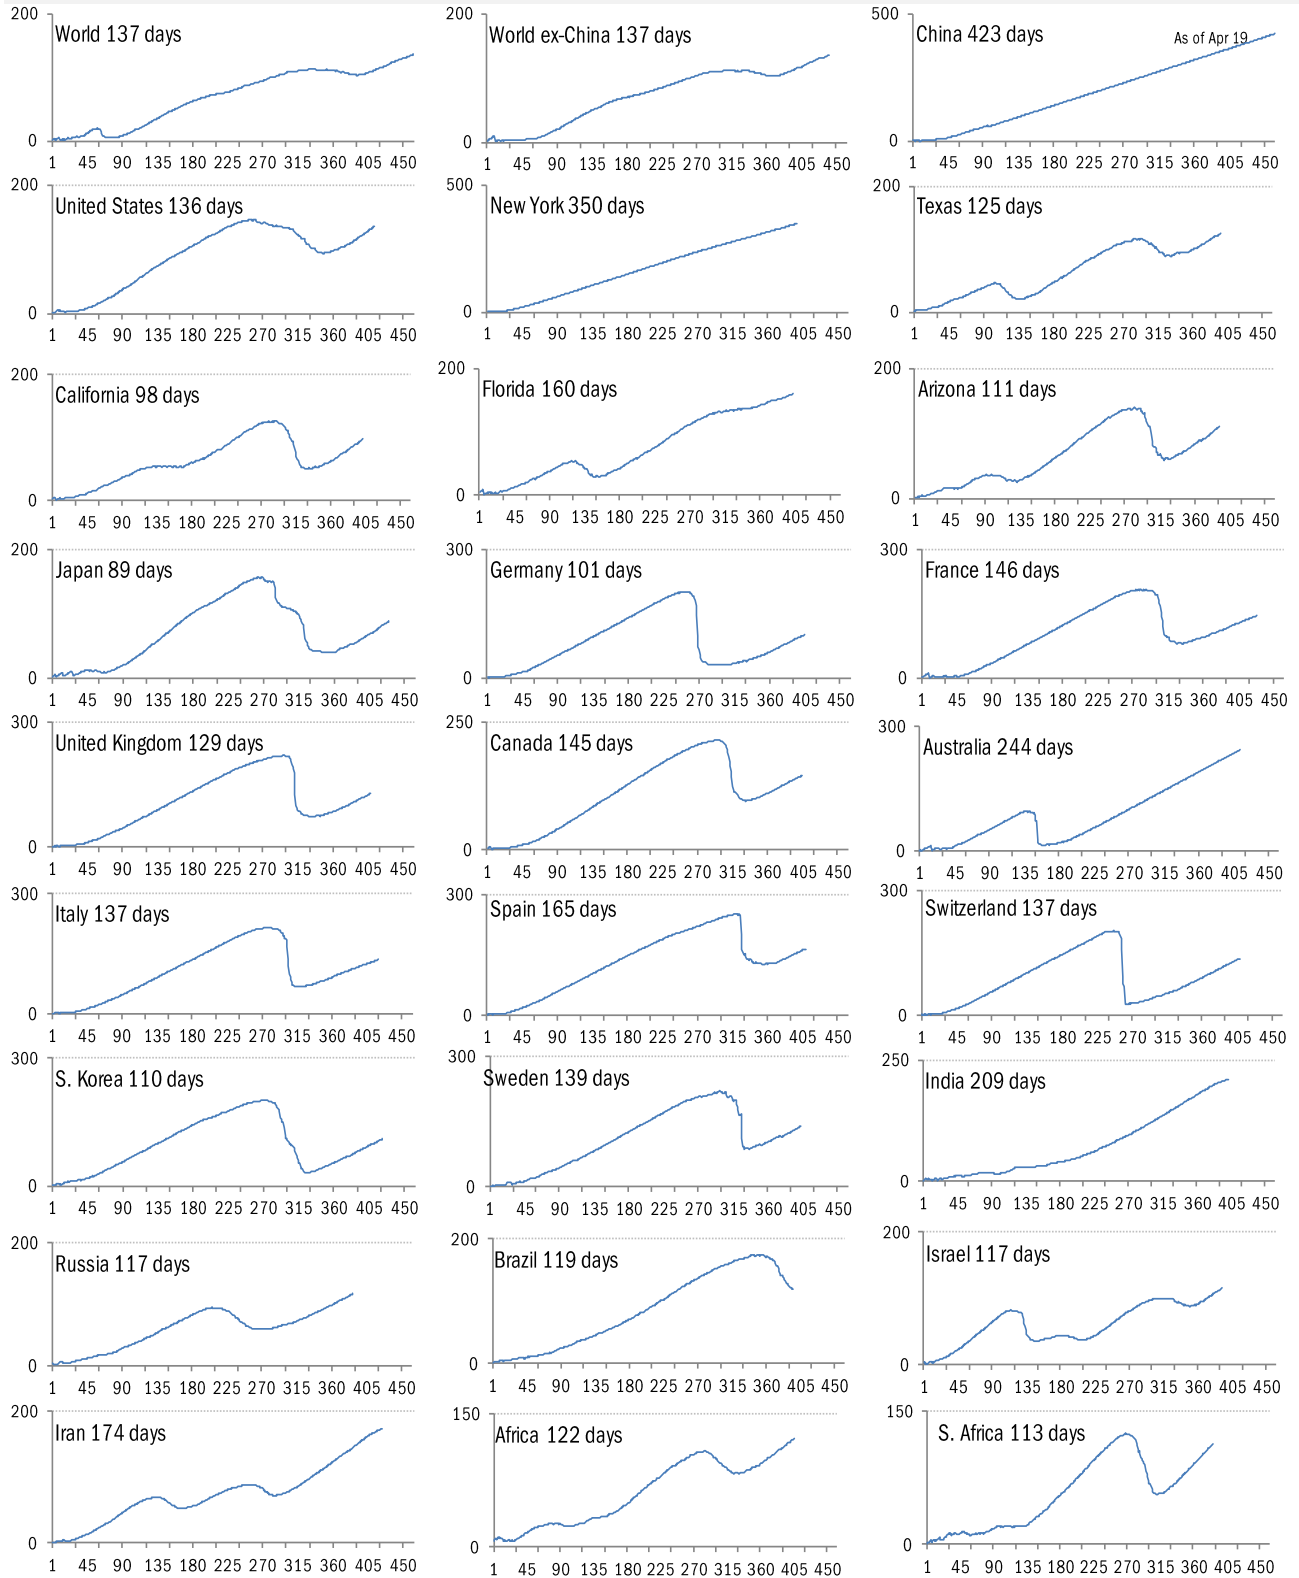 200 200 500
World 137 days World ex-China 137 days China 423 days
As of Apr 19
0 0 0
1 45 90 135 180 225 270 315 360 405 450 1 45 90 135 180 225 270 315 360 405 450 1 45 90 135 180 225 270 315 360 405 450
200 500 200
United States 136 days New York 350 days Texas 125 days
0 0 0
1 45 90 135 180 225 270 315 360 405 450 1 45 90 135 180 225 270 315 360 405 450 1 45 90 135 180 225 270 315 360 405 450
200 200 200
California 98 days Florida 160 days Arizona 111 days
0 0 0
1 45 90 135 180 225 270 315 360 405 450 1 45 90 135 180 225 270 315 360 405 450 1 45 90 135 180 225 270 315 360 405 450
200 300 300
Japan 89 days Germany 101 days France 146 days
0 0 0
1 45 90 135 180 225 270 315 360 405 450 1 45 90 135 180 225 270 315 360 405 450 1 45 90 135 180 225 270 315 360 405 450
300 250 300
United Kingdom 129 days Canada 145 days Australia 244 days
0 0 0
1 45 90 135 180 225 270 315 360 405 450 1 45 90 135 180 225 270 315 360 405 450 1 45 90 135 180 225 270 315 360 405 450
300 300 300
Italy 137 days Spain 165 days Switzerland 137 days
0 0 0
1 45 90 135 180 225 270 315 360 405 450 1 45 90 135 180 225 270 315 360 405 450 1 45 90 135 180 225 270 315 360 405 450
300 300 250
S. Korea 110 days Sweden 139 days India 209 days
0 0 0
1 45 90 135 180 225 270 315 360 405 450 1 45 90 135 180 225 270 315 360 405 450 1 45 90 135 180 225 270 315 360 405 450
200 200 200
Russia 117 days Brazil 119 days Israel 117 days
0 0 0
1 45 90 135 180 225 270 315 360 405 450 1 45 90 135 180 225 270 315 360 405 450 1 45 90 135 180 225 270 315 360 405 450
200 150 150
Iran 174 days Africa 122 days S. Africa 113 days
0 0 0
1 45 90 135 180 225 270 315 360 405 450 1 45 90 135 180 225 270 315 360 405 450 1 45 90 135 180 225 270 315 360 405 450